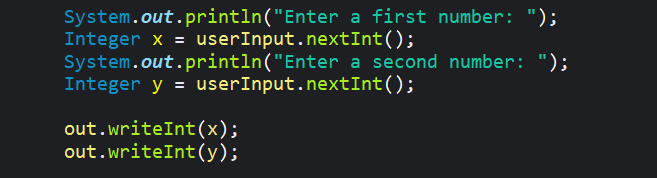 System.out.println("Enter a first number: ");
Integer x = userInput.nextInt();
System.out.println("Enter a second number: ");
Integer y = userInput.nextInt();
out.writeInt(x);
out.writeInt(y);